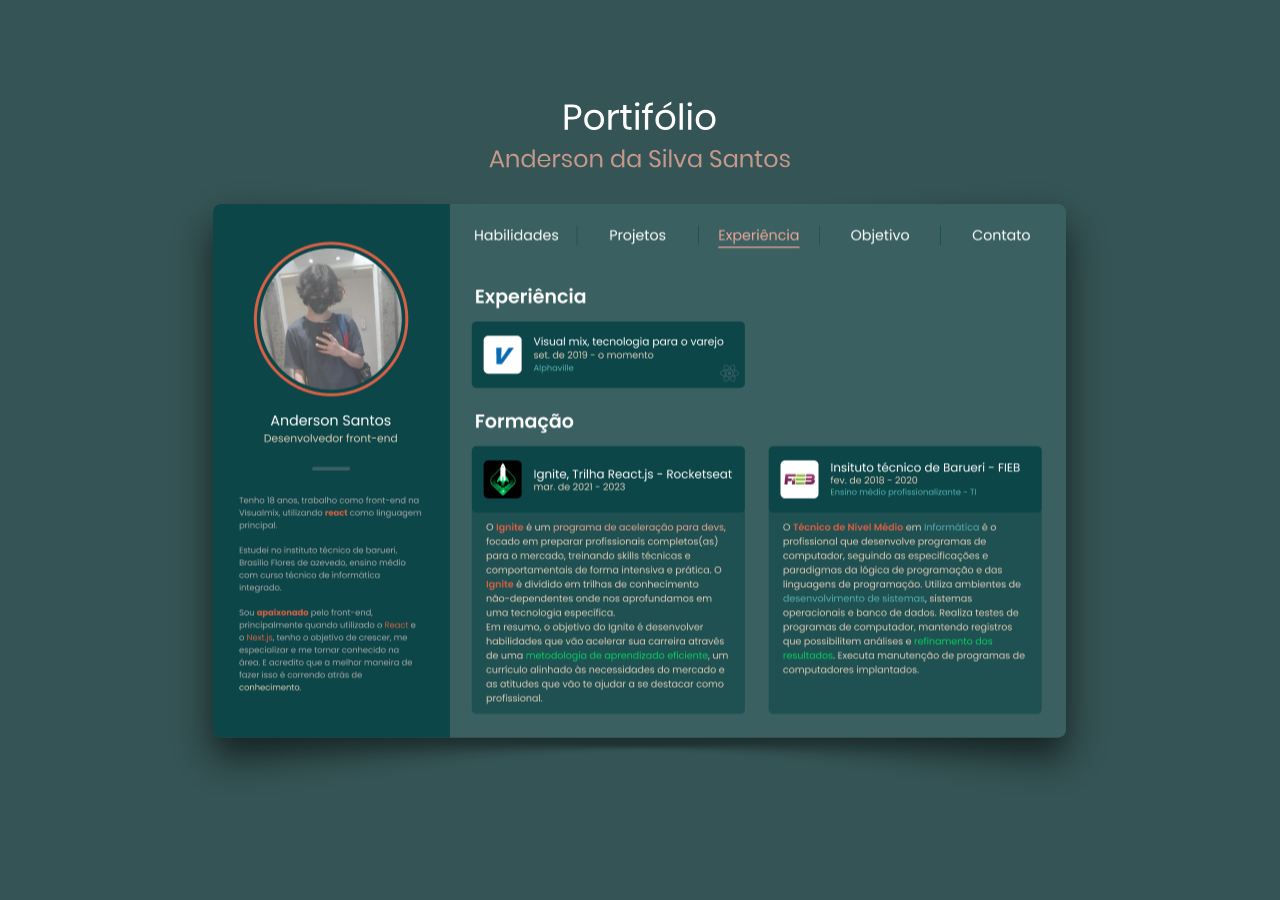 Portifólio
Anderson da Silva Santos
Anderson Santos
Desenvolvedor front-end
Tenho 18 anos, trabalho como front-end na
Visualmix, utilizando react como linguagem
principal.
Estudei no instituto técnico de barueri.
Brasílio Flores de azevedo, ensino médio
com curso técnico de informática
integrado.
Sou apaixonado pelo front-end,
principalmente quando utilizado o React e
o Next.js, tenho o objetivo de crescer, me
especializar e me tornar conhecido na
área. E acredito que a melhor maneira de
fazer isso é correndo atrás de
conhecimento.
Habilidades
Projetos
Experiência
Objetivo
Contato
Experiência
V
Visual mix, tecnologia para o varejo
set. de 2019 - o momento
Alphaville
Formação
Ignite, Trilha React.js - Rocketseat
mar. de 2021 - 2023
O Ignite é um programa de aceleração para devs,
focado em preparar profissionais completos(as)
para o mercado, treinando skills técnicas e
comportamentais de forma intensiva e prática. O
Ignite é dividido em trilhas de conhecimento
não-dependentes onde nos aprofundamos em
uma tecnologia específica.
Em resumo, o objetivo do Ignite é desenvolver
habilidades que vão acelerar sua carreira através
de uma metodologia de aprendizado eficiente, um
currículo alinhado às necessidades do mercado e
as atitudes que vão te ajudar a se destacar como
profissional.
FIEB
Insituto técnico de Barueri - FIEB
fev. de 2018 - 2020
Ensino médio profissionalizante - TI
O Técnico de Nível Médio em Informática é o
profissional que desenvolve programas de
computador, seguindo as especificações e
paradigmas da lógica de programação e das
linguagens de programação. Utiliza ambientes de
desenvolvimento de sistemas, sistemas
operacionais e banco de dados. Realiza testes de
programas de computador, mantendo registros
que possibilitem análises e refinamento dos
resultados. Executa manutenção de programas de
computadores implantados.